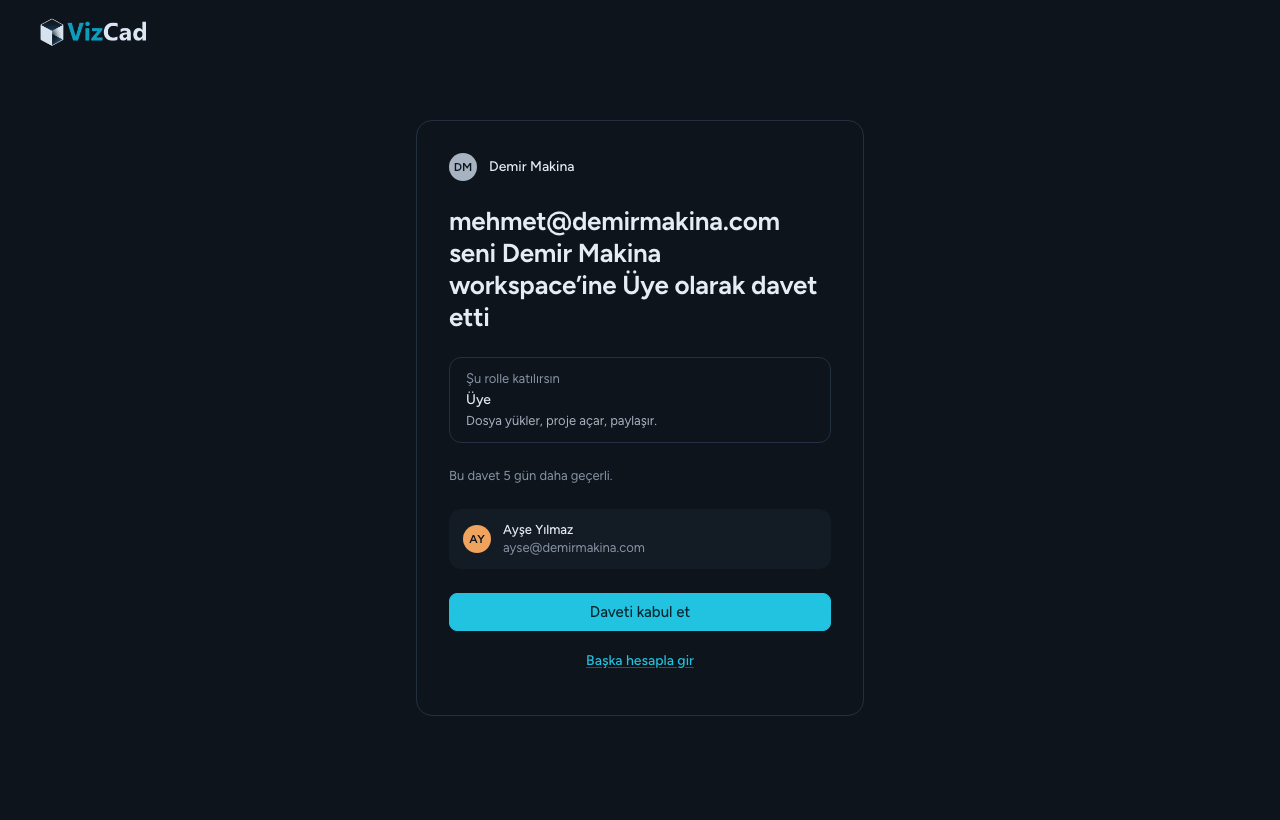 VizCad
DM Demir Makina
mehmet@demirmakina.com
seni Demir Makina
workspace’ine Üye olarak davet
etti
Şu rolle katılırsın
Üye
Dosya yükler, proje açar, paylaşır.
Bu davet 5 gün daha geçerli.
AY
Ayşe Yılmaz
ayse@demirmakina.com
Daveti kabul et
Başka hesapla gir